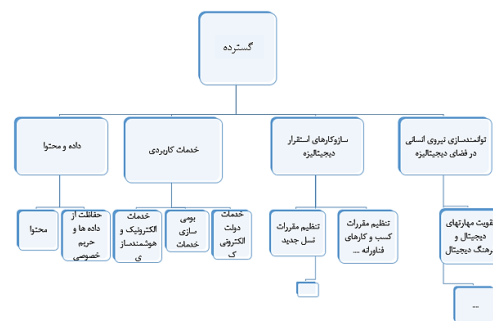 گسترده
توانمندسازی نیروی انسانی
در فضای دیجیتالیزه
سازوکارهای استقرار
دیجیتالیزه
خدمات کاربردی
داده و محتوا
تقویت مهارتهای
دیجیتال و
فرهنگ دیجیتال
...
تنظیم مقررات
کسب و کارهای
فناورانه ...
تنظیم مقررات
نسل جدید
خدمات
دولت
الکترونی
ک
بومی
سازی
خدمات
خدمات
الکترونیک و
هوشمندساز
ی
حفاظت از
داده ها و
حریم
خصوصی
محتوا